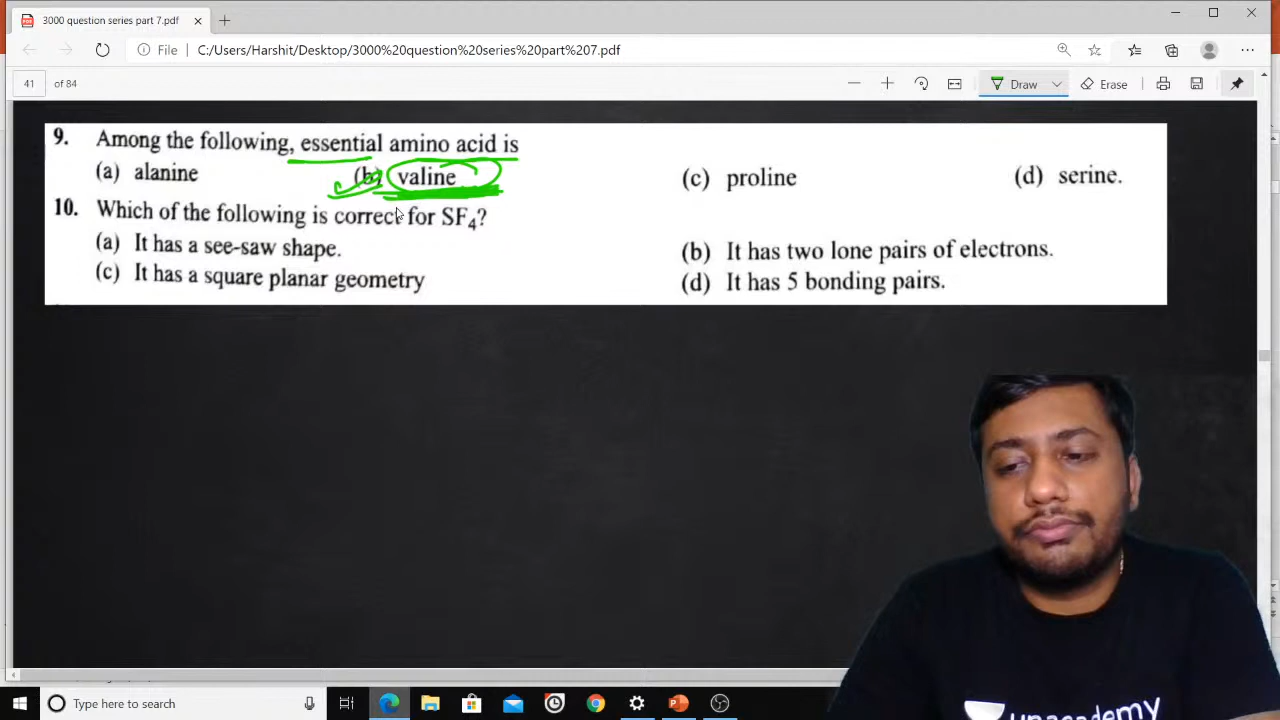 3000 question series part 7.pdf
File C:/Users/Harshit/Desktop/3000%20question%20series%20part%207.pdf
41 of 84 Draw Erase
9. Among the following, essential amino acid is
(a) alanine (b) valine (c) proline (d) serine.
10. Which of the following is correct for SF4?
(a) It has a see-saw shape. (b) It has two lone pairs of electrons.
(c) It has a square planar geometry (d) It has 5 bonding pairs.
unacademy
Type here to search